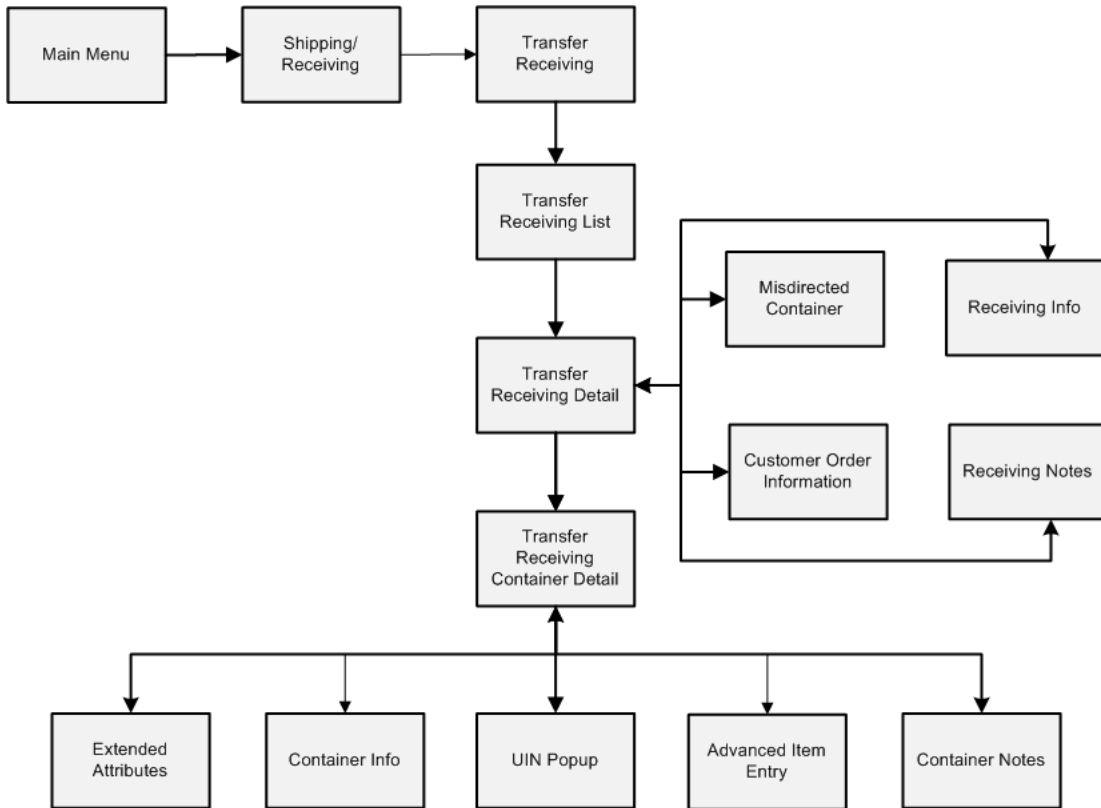 Main Menu
Shipping/
Receiving
Transfer
Receiving
Transfer
Receiving List
Misdirected
Container
Receiving Info
Transfer
Receiving Detail
Customer Order
Information
Receiving Notes
Transfer
Receiving
Container Detail
Extended
Attributes
Container Info
UIN Popup
Advanced Item
Entry
Container Notes